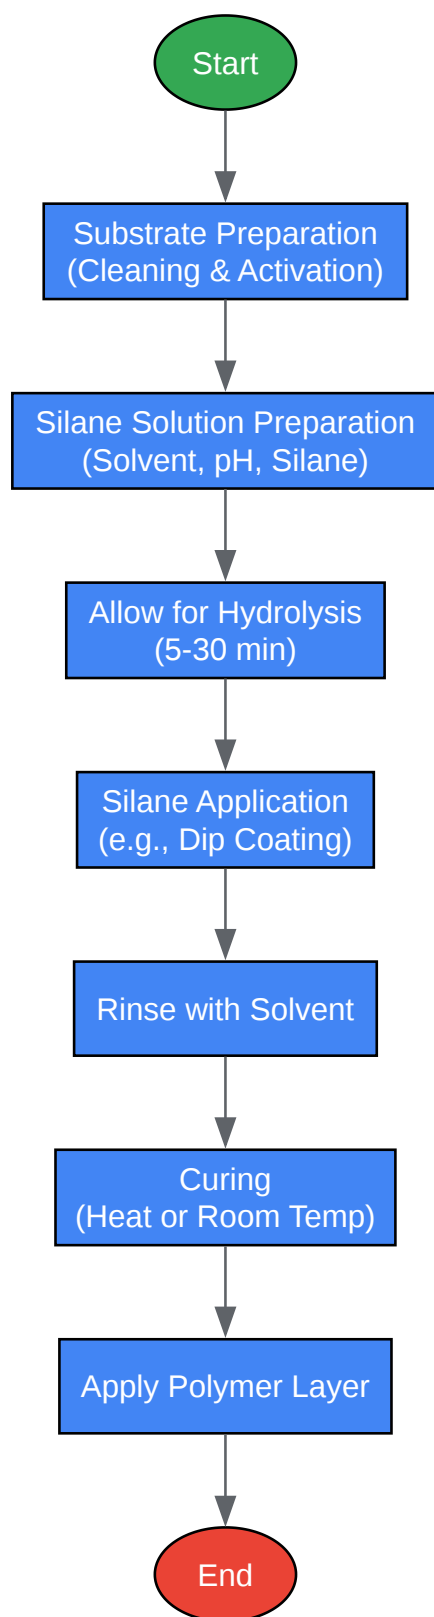 Start
Substrate Preparation
(Cleaning & Activation)
Silane Solution Preparation
(Solvent, pH, Silane)
Allow for Hydrolysis
(5-30 min)
Silane Application
(e.g., Dip Coating)
Rinse with Solvent
Curing
(Heat or Room Temp)
Apply Polymer Layer
End